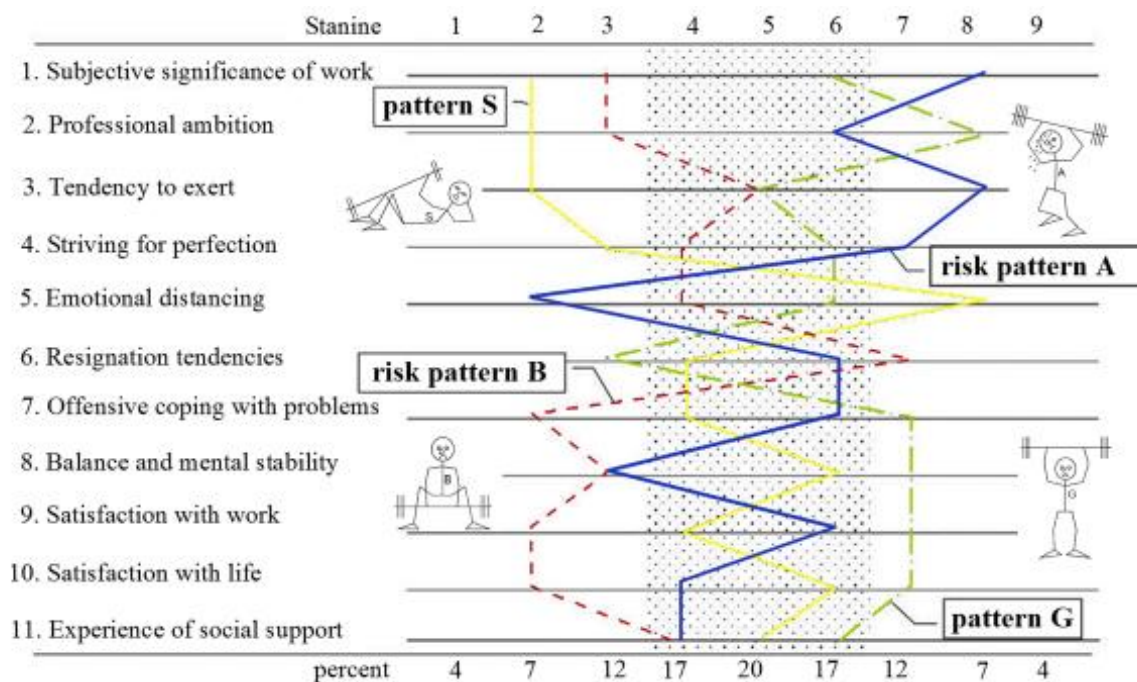 Stanine 1 2 3 4 5 6 7 8 9
1. Subjective significance of work
pattern S
2. Professional ambition
A
3. Tendency to exert
S
4. Striving for perfection
risk pattern A
5. Emotional distancing
6. Resignation tendencies
risk pattern B
7. Offensive coping with problems
8. Balance and mental stability
B
G
9. Satisfaction with work
10. Satisfaction with life
pattern G
11. Experience of social support
percent 4 7 12 17 20 17 12 7 4